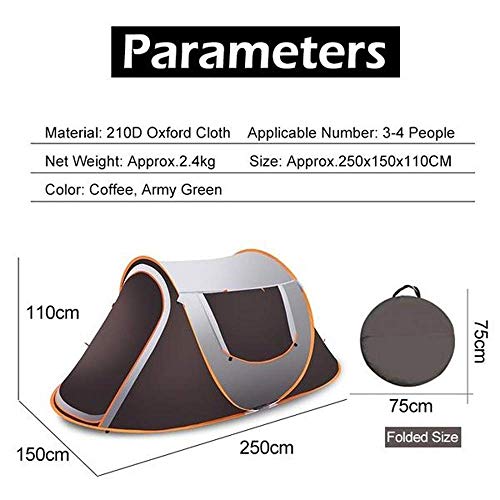 Parameters
Material: 210D Oxford Cloth Applicable Number: 3-4 People
Net Weight: Approx.2.4kg Size: Approx.250x150x110CM
Color: Coffee, Army Green
110cm
150cm
250cm
75cm
75cm
Folded Size